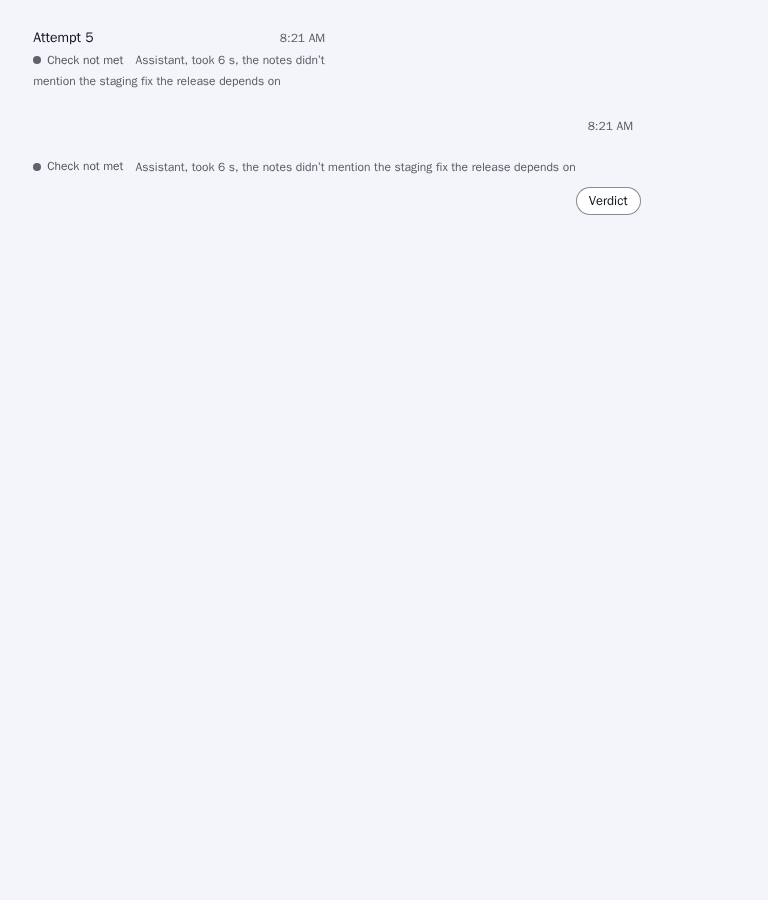 Attempt 5 8:21 AM
Check not met Assistant, took 6 s, the notes didn't
mention the staging fix the release depends on
8:21 AM
Check not met Assistant, took 6 s, the notes didn't mention the staging fix the release depends on
Verdict